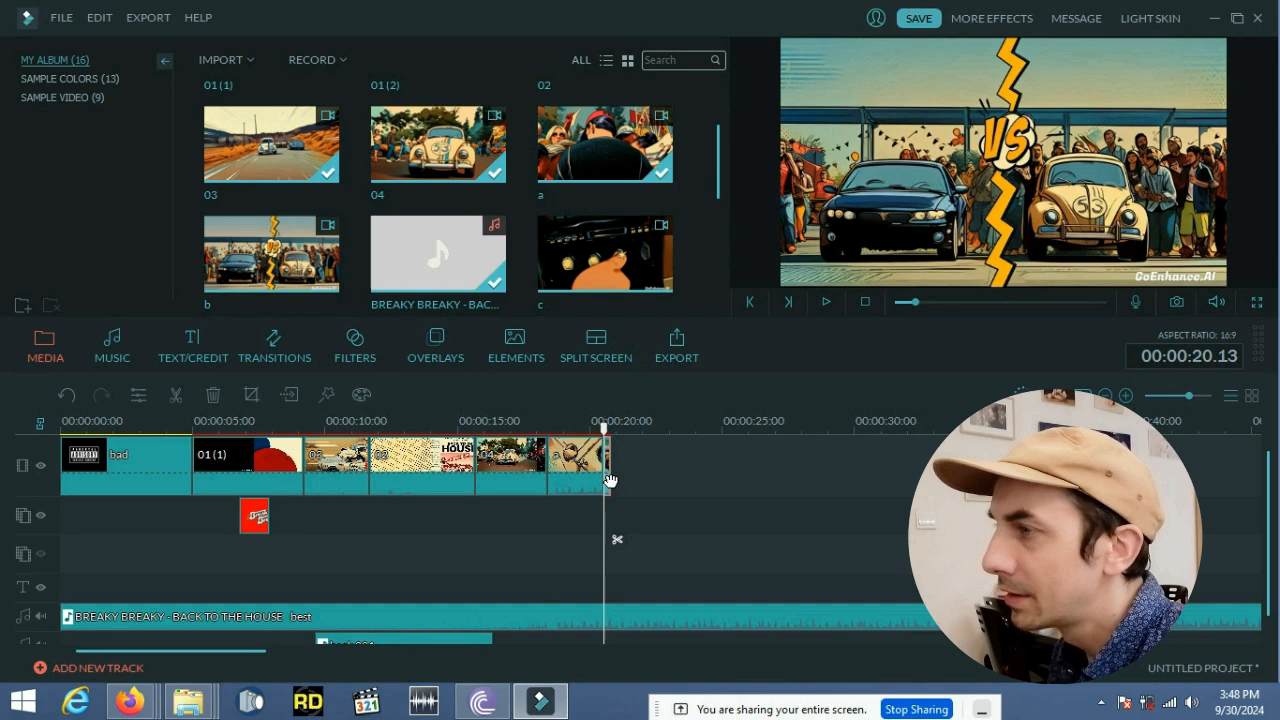 FILE EDIT EXPORT HELP
SAVE MORE EFFECTS MESSAGE LIGHT SKIN
MY ALBUM (16)
SAMPLE COLORS (13)
SAMPLE VIDEO (9)
IMPORT RECORD ALL Search
01 (1) 01 (2) 02
03 04 a
b BREAKY BREAKY - BAC... c
VS
53
GoEnhance.AI
MEDIA MUSIC TEXT/CREDIT TRANSITIONS FILTERS OVERLAYS ELEMENTS SPLIT SCREEN EXPORT
ASPECT RATIO: 16:9
00:00:20.13
00:00:00:00 00:00:05:00 00:00:10:00 00:00:15:00 00:00:20:00 00:00:25:00 00:00:30:00
bad 01 (1)
HOUS
BREAKY BREAKY - BACK TO THE HOUSE best
ADD NEW TRACK
UNTITLED PROJECT *
RD 321
You are sharing your entire screen. Stop Sharing
3:48 PM
9/30/2024